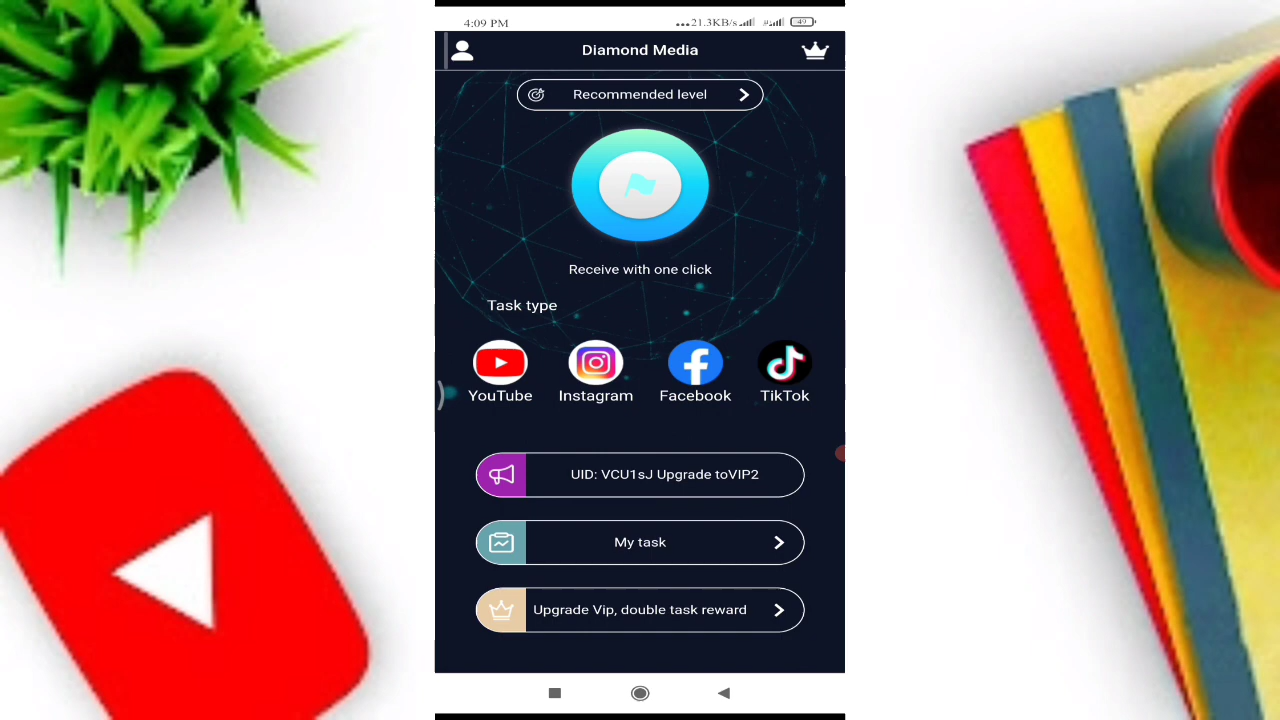 4:09 PM
21.3KB/s
49
Diamond Media
Recommended level
Receive with one click
Task type
YouTube Instagram Facebook TikTok
UID: VCU1sJ Upgrade toVIP2
My task
Upgrade Vip, double task reward